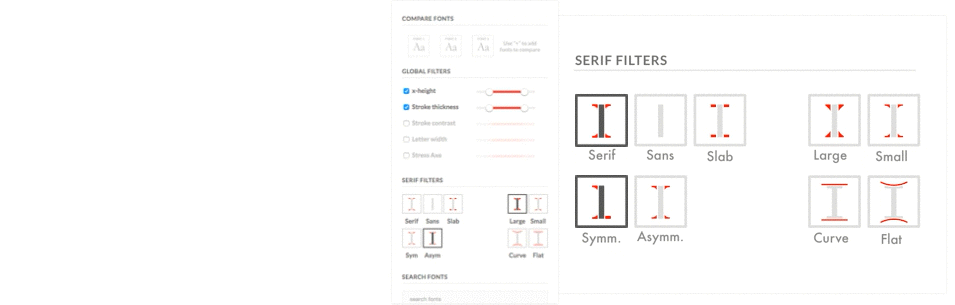 COMPARE FONTS
Aa Aa Aa
Use "+" to add
fonts to compare
GLOBAL FILTERS
x-height
Stroke thickness
Stroke contrast
Letter width
Stress Axe
SERIF FILTERS
Serif Sans Slab Large Small
Sym Asym Curve Flat
SEARCH FONTS
search fonts
SERIF FILTERS
Serif Sans Slab Large Small
Symm. Asymm. Curve Flat